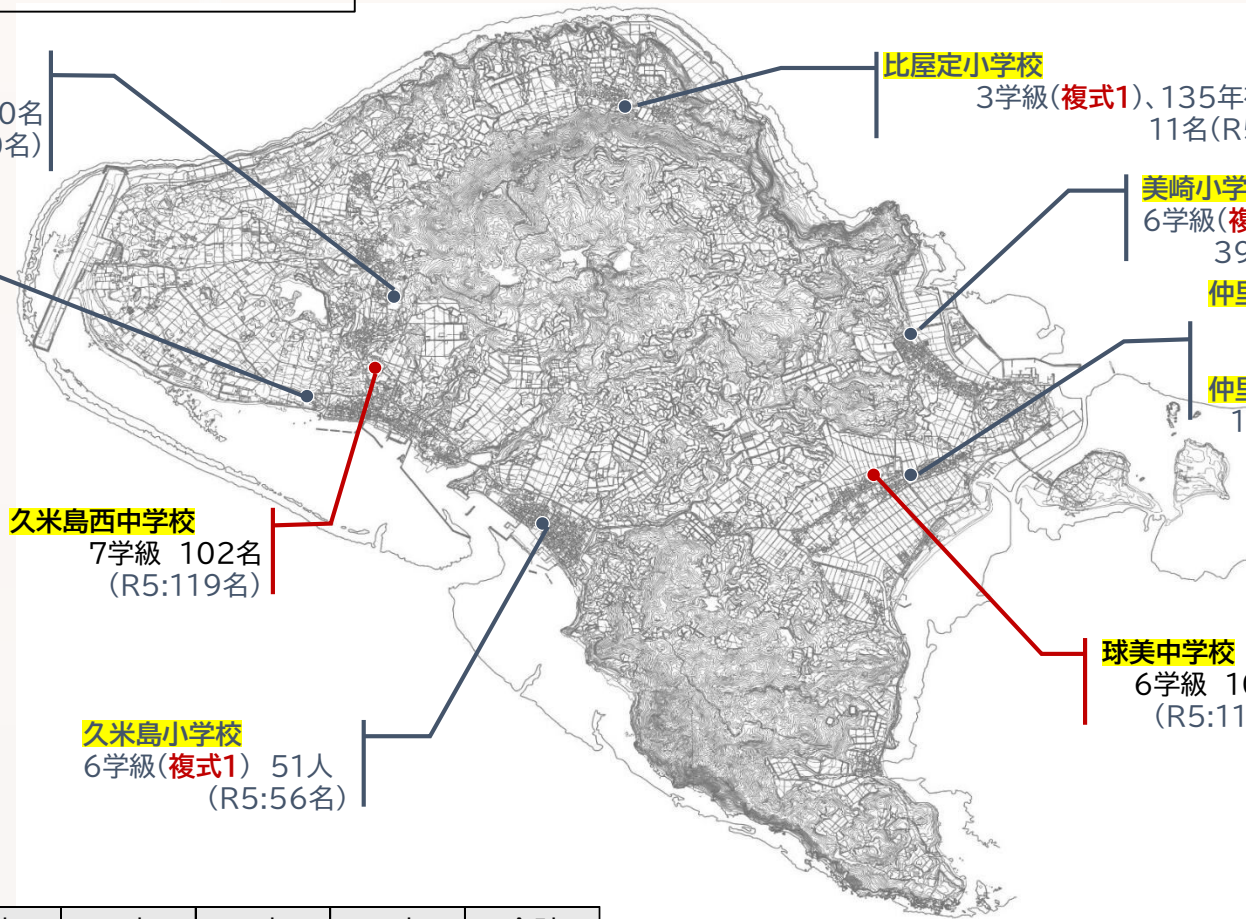 0名
名)
比屋定小学校
3学級(複式1)、135年
11名(R5
美崎小学
6学級(複
39
仲里
仲里
1
久米島西中学校
7学級 102名
(R5:119名)
球美中学校
6学級 10
(R5:11
久米島小学校
6学級(複式1) 51人
(R5:56名)